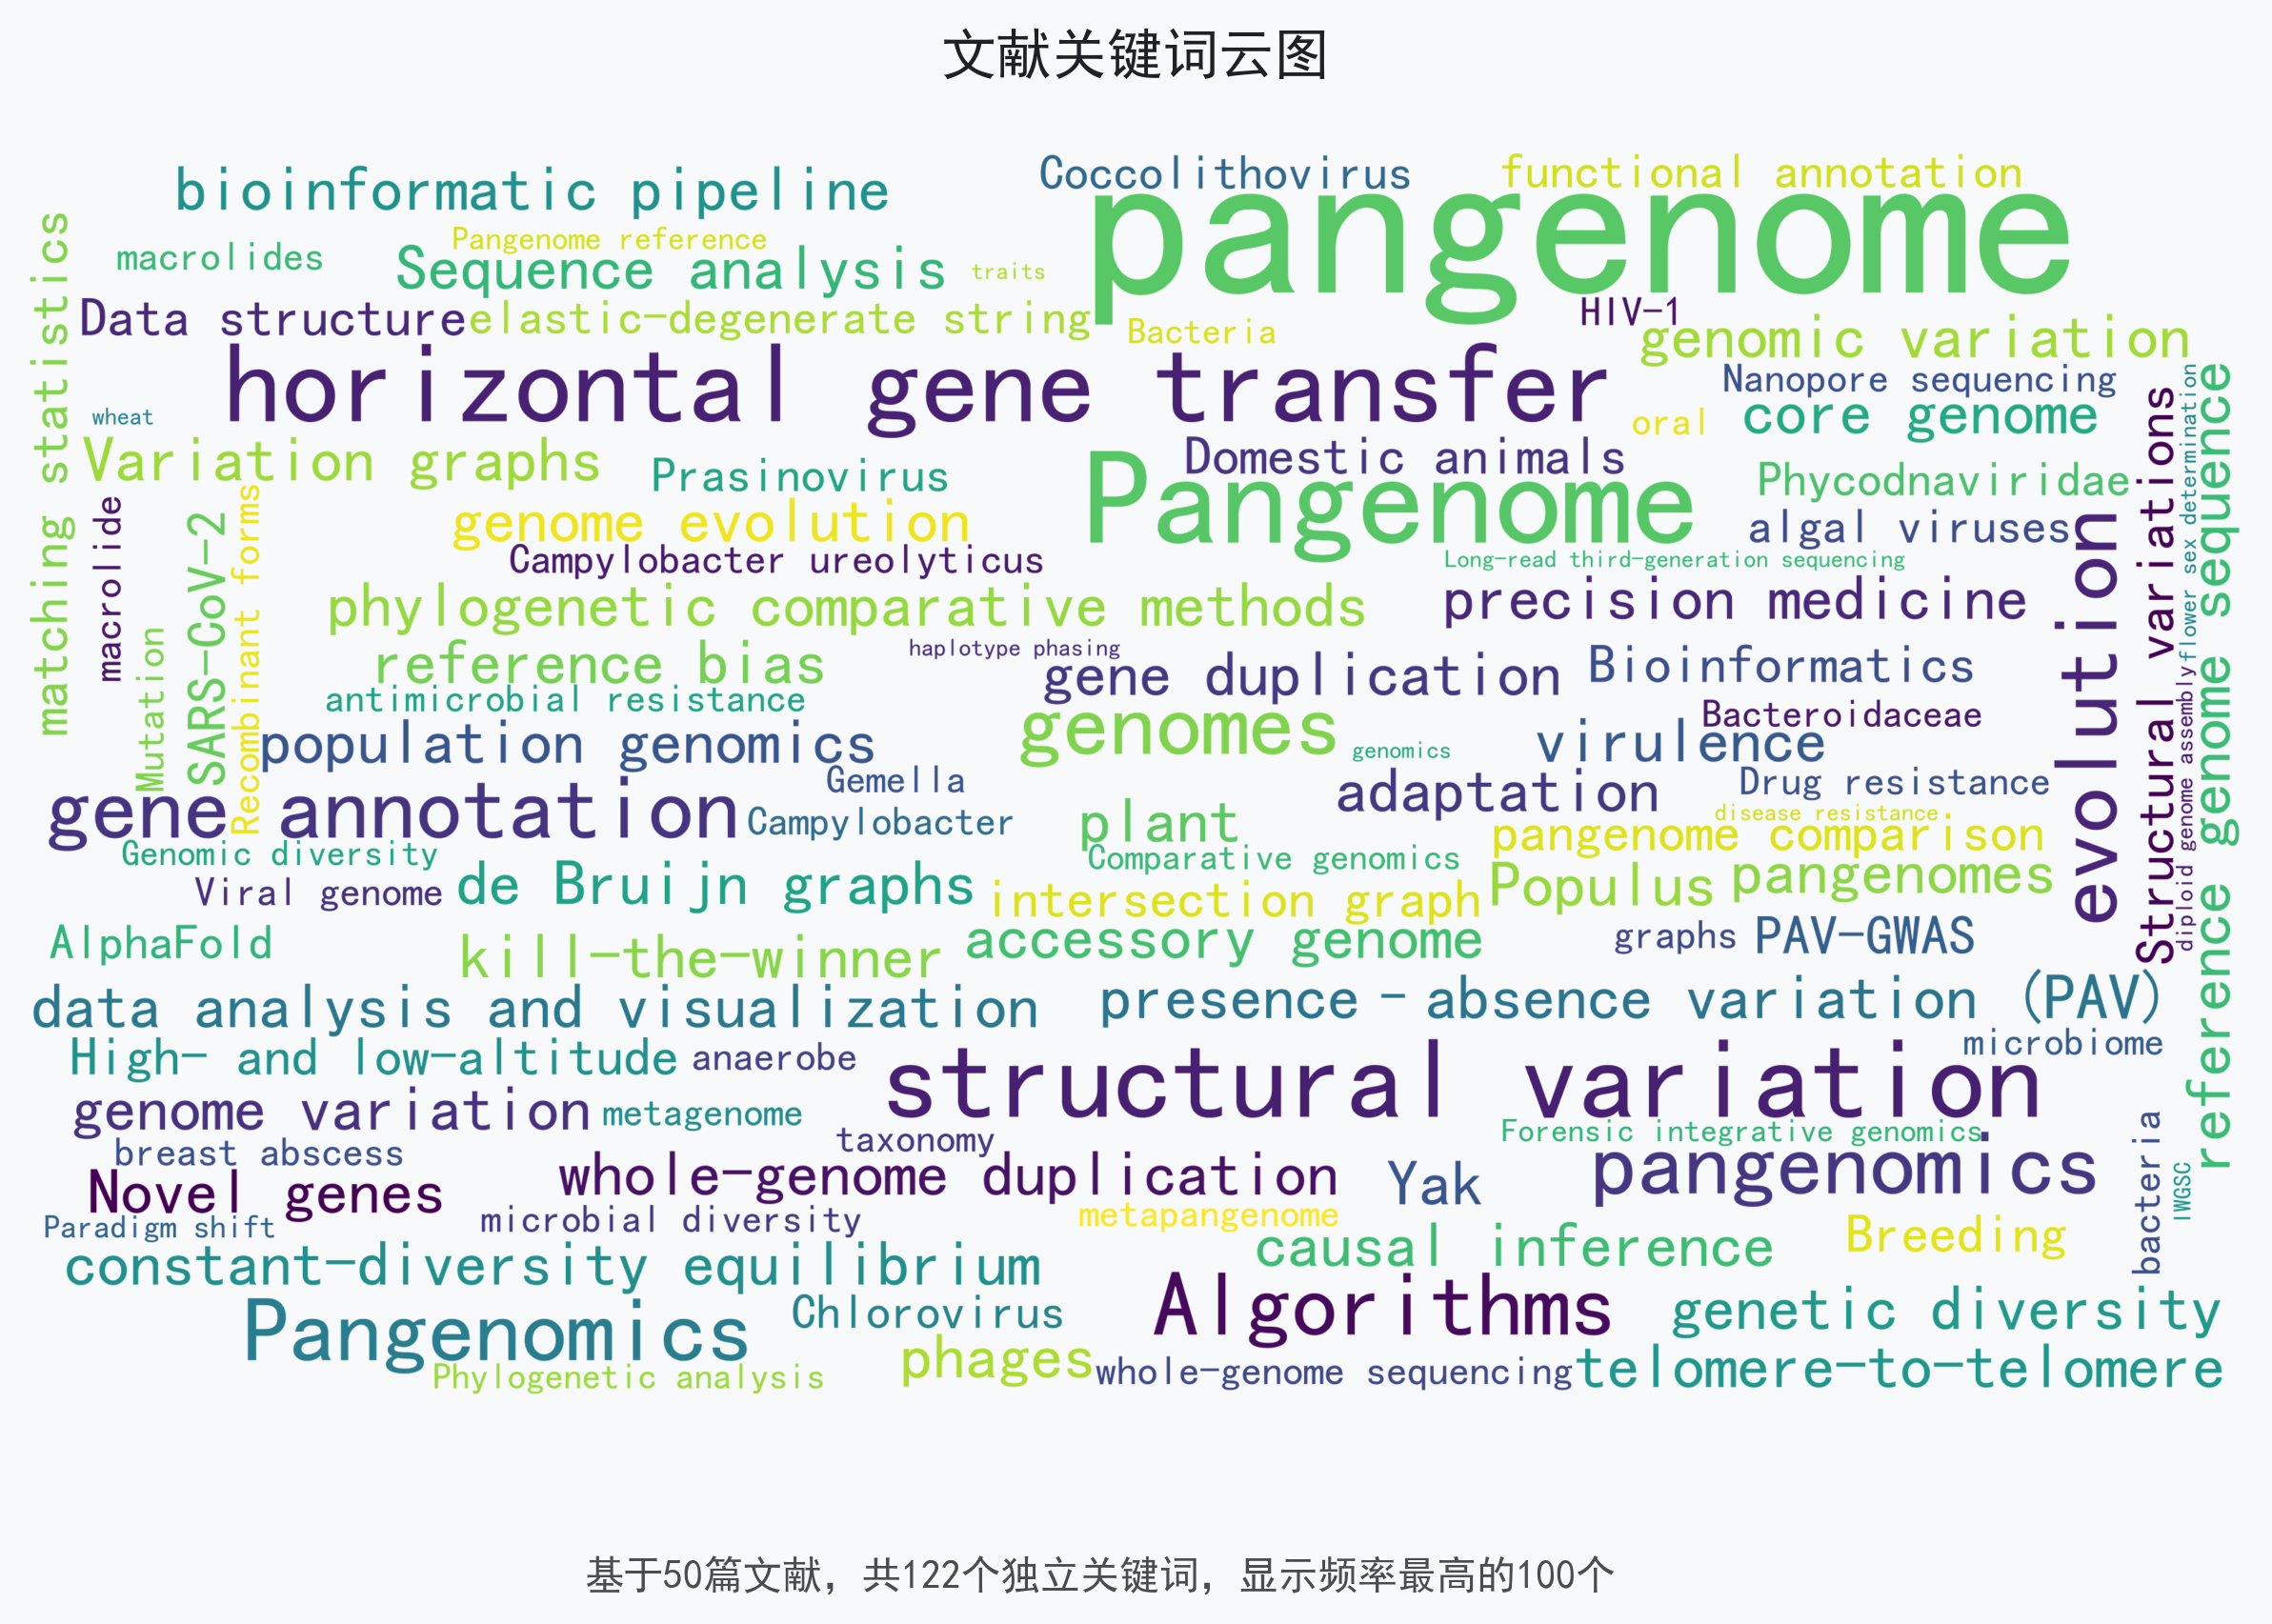 文献关键词云图
Coccolithovirus
functional annotation
bioinformatic pipeline
pangenome
Pangenome reference
macrolides
Sequence analysis
traits
matching statistics
Data structure
elastic-degenerate string
Bacteria
HIV-1
genomic variation
horizontal gene transfer
Nanopore sequencing
wheat
oral
core genome
flower sex determination
reference genome sequence
Structural variations
Variation graphs
Prasinovirus
Domestic animals
Pangenome
Phycodnaviridae
macrolide
SARS-CoV-2
Recombinant forms
genome evolution
algal viruses
evolution
Campylobacter ureolyticus
Long-read third-generation sequencing
phylogenetic comparative methods
precision medicine
Mutation
reference bias
haplotype phasing
gene duplication
Bioinformatics
antimicrobial resistance
genomes
Bacteroidaceae
diploid genome assembly
population genomics
genomics
virulence
Gemella
adaptation
Drug resistance
gene annotation
Campylobacter
plant
disease resistance
pangenome comparison
Genomic diversity
Comparative genomics
Viral genome
de Bruijn graphs
intersection graph
Populus
pangenomes
AlphaFold
kill-the-winner
accessory genome
graphs
PAV-GWAS
data analysis and visualization
presence–absence variation (PAV)
High- and low-altitude
anaerobe
structural variation
microbiome
genome variation
metagenome
taxonomy
Forensic integrative genomics
bacteria
breast abscess
whole-genome duplication
Yak
pangenomics
IWGSC
Novel genes
Paradigm shift
microbial diversity
metapangenome
causal inference
Breeding
constant-diversity equilibrium
Pangenomics
Chlorovirus
Algorithms
genetic diversity
Phylogenetic analysis
phages
whole-genome sequencing
telomere-to-telomere
基于50篇文献，共122个独立关键词，显示频率最高的100个